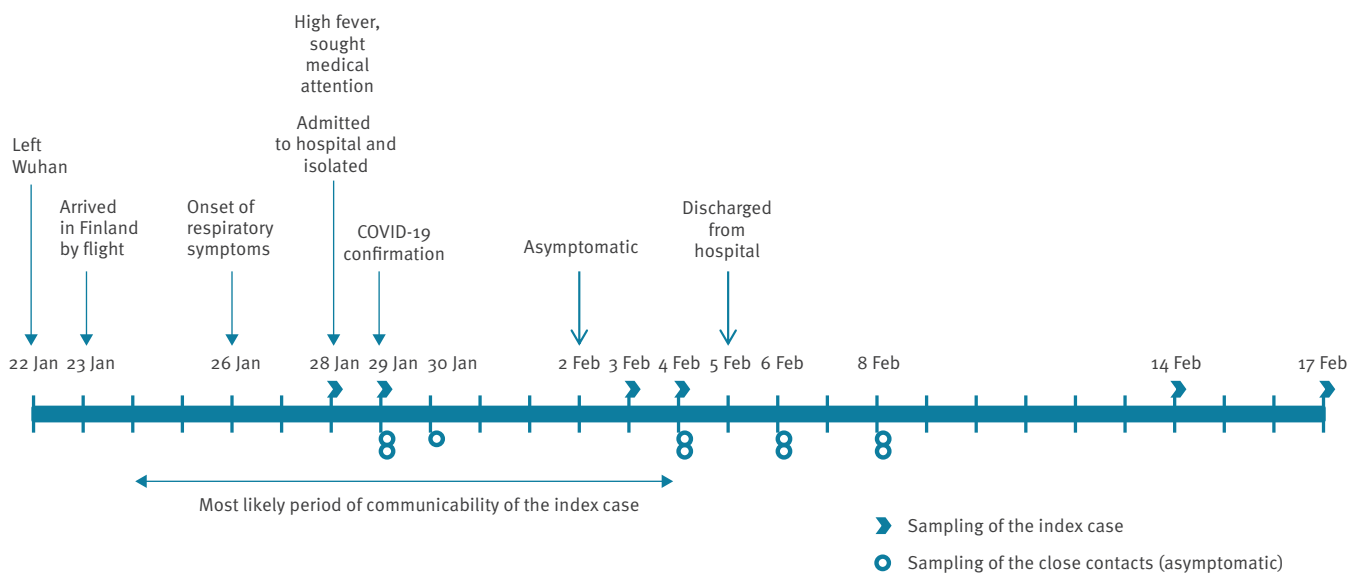 High fever,
sought
medical
attention
Admitted
to hospital and
isolated
Left
Wuhan
Arrived
in Finland
by flight
Onset of
respiratory
symptoms
COVID-19
confirmation
Asymptomatic
Discharged
from
hospital
22 Jan 23 Jan 26 Jan 28 Jan 29 Jan 30 Jan 2 Feb 3 Feb 4 Feb 5 Feb 6 Feb 8 Feb 14 Feb 17 Feb
Most likely period of communicability of the index case
Sampling of the index case
Sampling of the close contacts (asymptomatic)